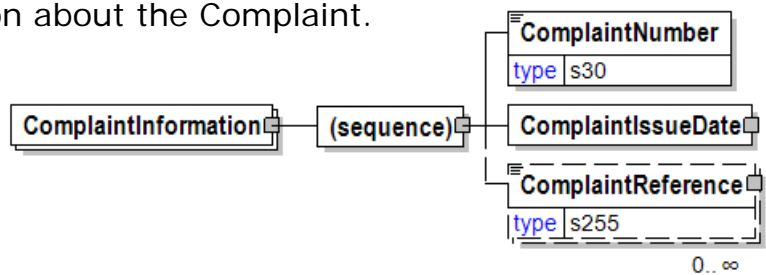 on about the Complaint.
ComplaintNumber
type s30
ComplaintInformation
(sequence)
ComplaintIssueDate
ComplaintReference
type s255
0.. ∞